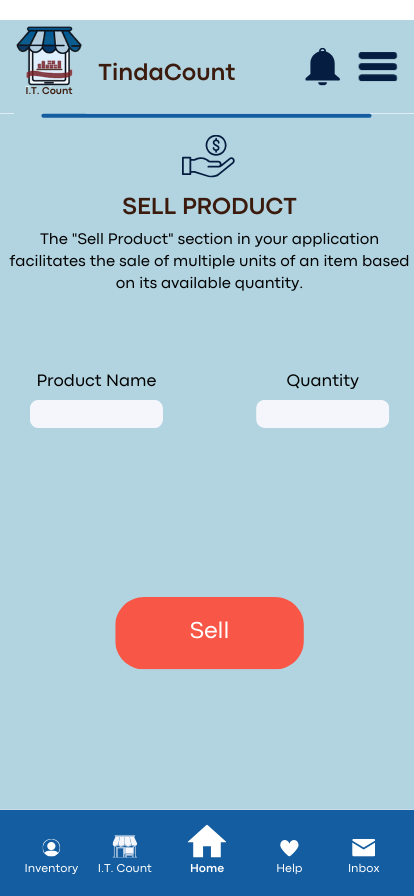 I.T. Count
TindaCount
SELL PRODUCT
The "Sell Product" section in your application
facilitates the sale of multiple units of an item based
on its available quantity.
Product Name
Quantity
Sell
Inventory
I.T. Count
Home
Help
Inbox